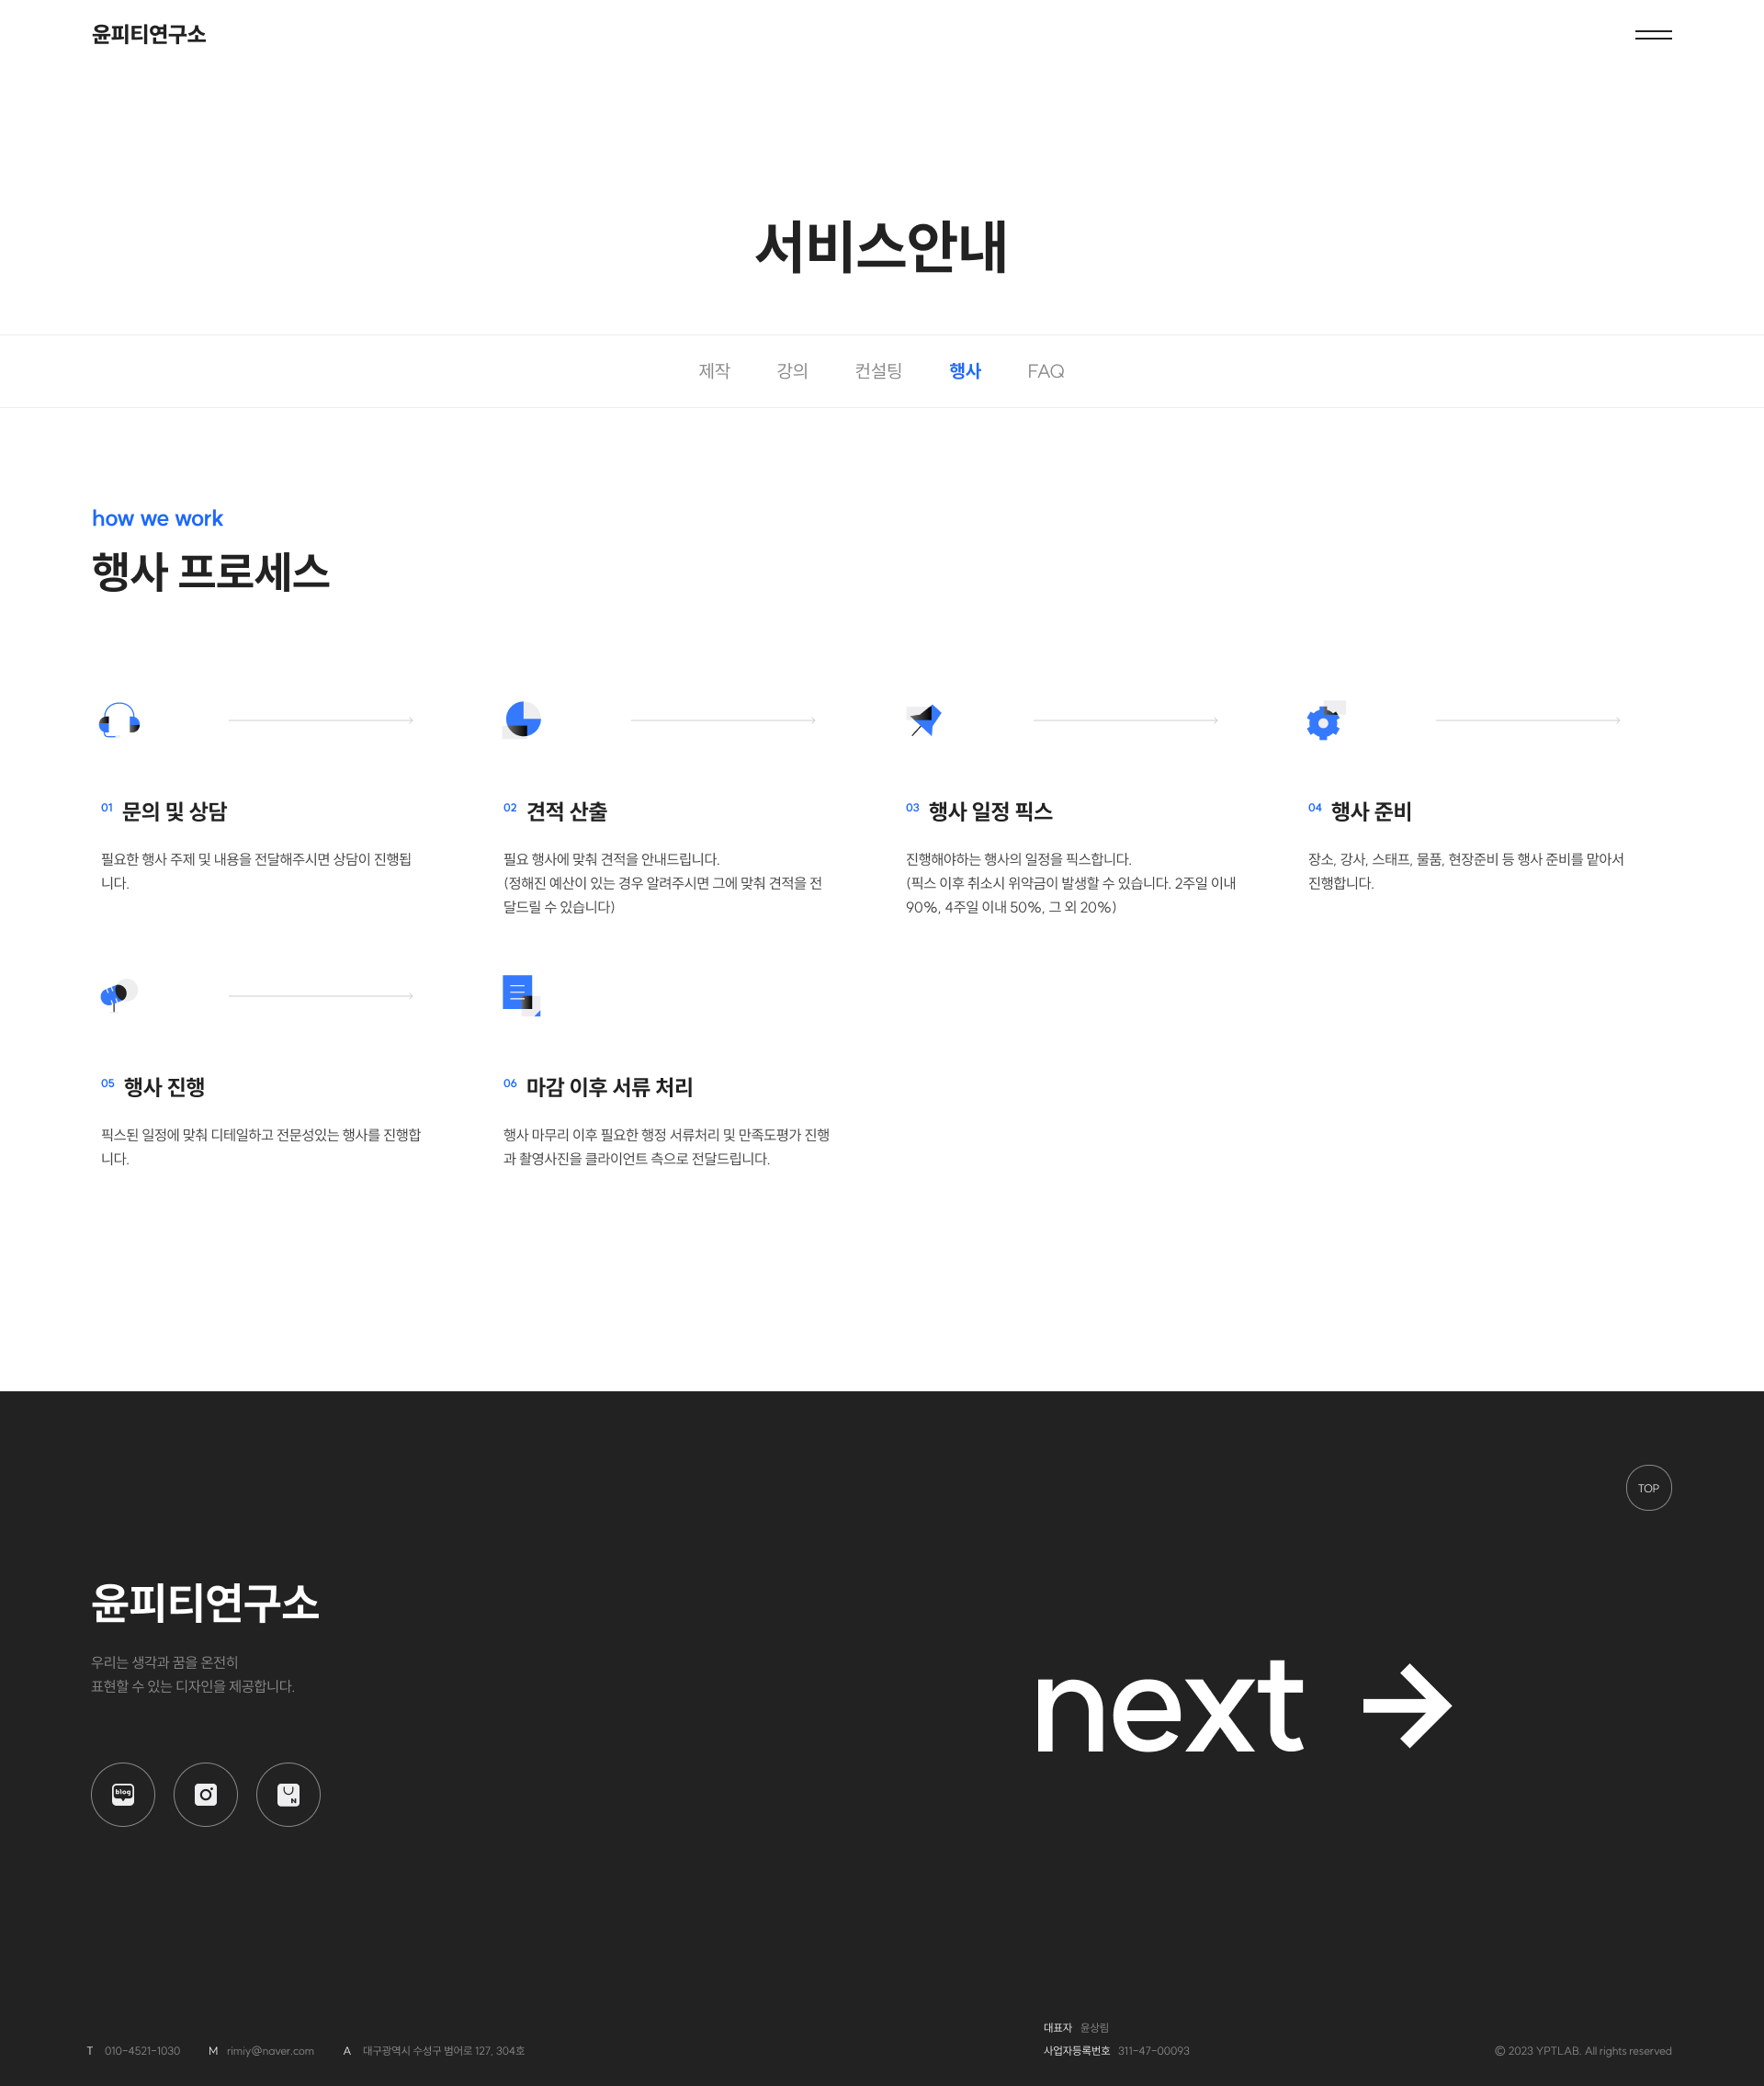 윤피티연구소
서비스안내
제작 강의 컨설팅 행사 FAQ
how we work
행사 프로세스
01 문의 및 상담
필요한 행사 주제 및 내용을 전달해주시면 상담이 진행됩
니다.
02 견적 산출
필요 행사에 맞춰 견적을 안내드립니다.
(정해진 예산이 있는 경우 알려주시면 그에 맞춰 견적을 전
달드릴 수 있습니다)
03 행사 일정 픽스
진행해야하는 행사의 일정을 픽스합니다.
(픽스 이후 취소시 위약금이 발생할 수 있습니다. 2주일 이내
90%, 4주일 이내 50%, 그 외 20%)
04 행사 준비
장소, 강사, 스태프, 물품, 현장준비 등 행사 준비를 맡아서
진행합니다.
05 행사 진행
픽스된 일정에 맞춰 디테일하고 전문성있는 행사를 진행합
니다.
06 마감 이후 서류 처리
행사 마무리 이후 필요한 행정 서류처리 및 만족도평가 진행
과 촬영사진을 클라이언트 측으로 전달드립니다.
TOP
윤피티연구소
우리는 생각과 꿈을 온전히
표현할 수 있는 디자인을 제공합니다.
next
blog
N
대표자 윤상림
T 010-4521-1030 M rimiy@naver.com A 대구광역시 수성구 범어로 127, 304호
사업자등록번호 311-47-00093
© 2023 YPTLAB. All rights reserved